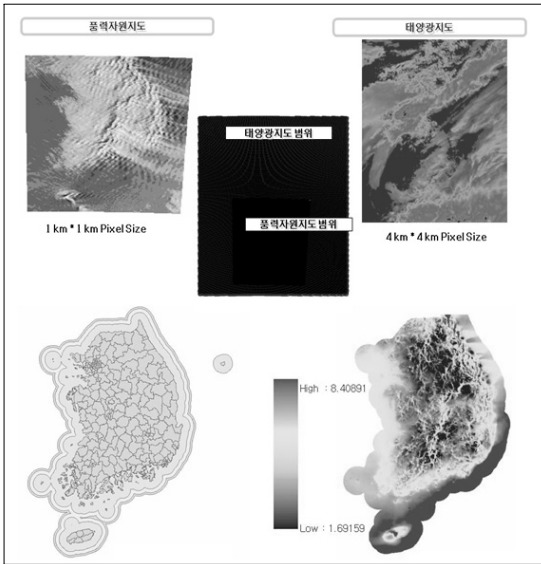 풍력자원지도
태양광지도
태양광지도 범위
풍력자원지도 범위
1 km * 1 km Pixel Size
4 km * 4 km Pixel Size
High : 8.40891
Low : 1.69159